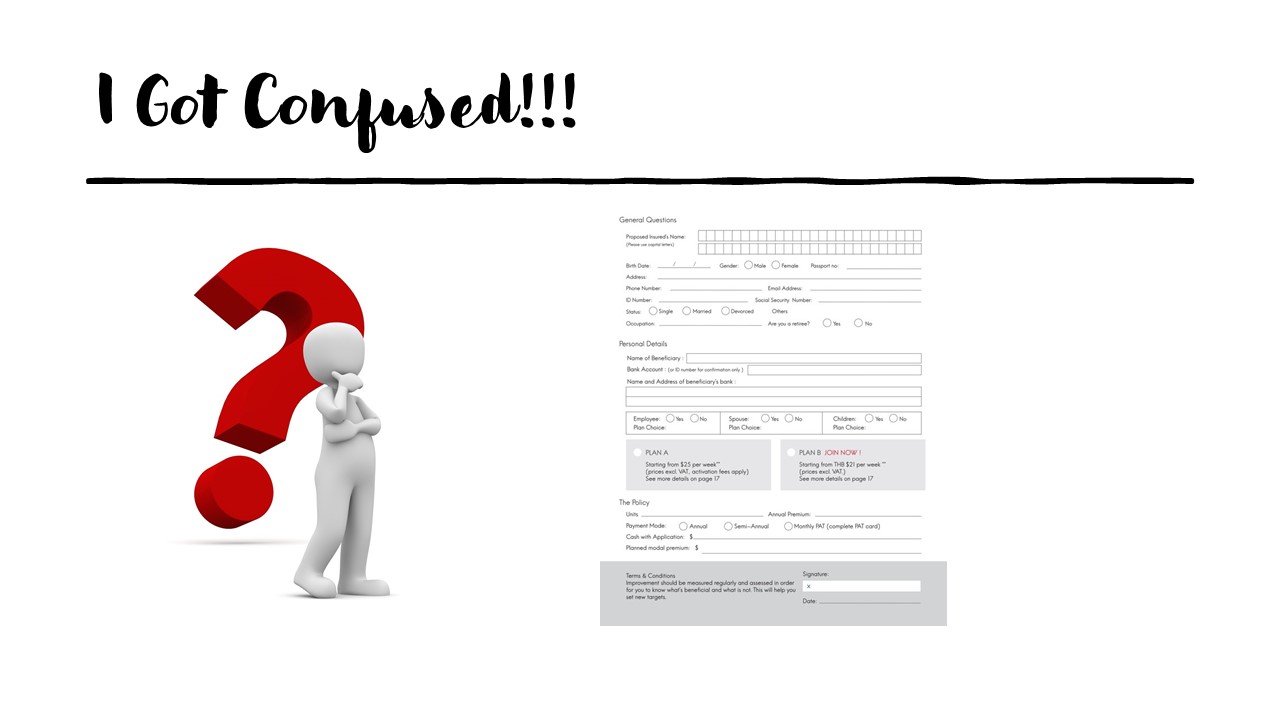 I Got Confused!!!
General Questions
Proposed Insured's Name:
(Please use capital letters)
Birth Date: / / Gender: Male Female Passport no:
Address:
Phone Number: Email Address:
ID Number: Social Security Number:
Status: Single Married Devorced Others
Occupation: Are you a retiree? Yes No
Personal Details
Name of Beneficiary :
Bank Account : (or ID number for confirmation only )
Name and Address of beneficiary's bank :
Employee: Yes No Spouse: Yes No Children: Yes No
Plan Choice: Plan Choice: Plan Choice:
PLAN A
Starting from $25 per week**
(prices excl. VAT, activation fees apply)
See more details on page 17
PLAN B JOIN NOW !
Starting from THB $21 per week **
(prices excl. VAT.)
See more details on page 17
The Policy
Units Annual Premium:
Payment Mode: Annual Semi-Annual Monthly PAT (complete PAT card)
Cash with Application: $
Planned modal premium: $
Terms & Conditions
Improvement should be measured regularly and assessed in order
for you to know what's beneficial and what is not. This will help you
set new targets.
Signature:
x
Date: